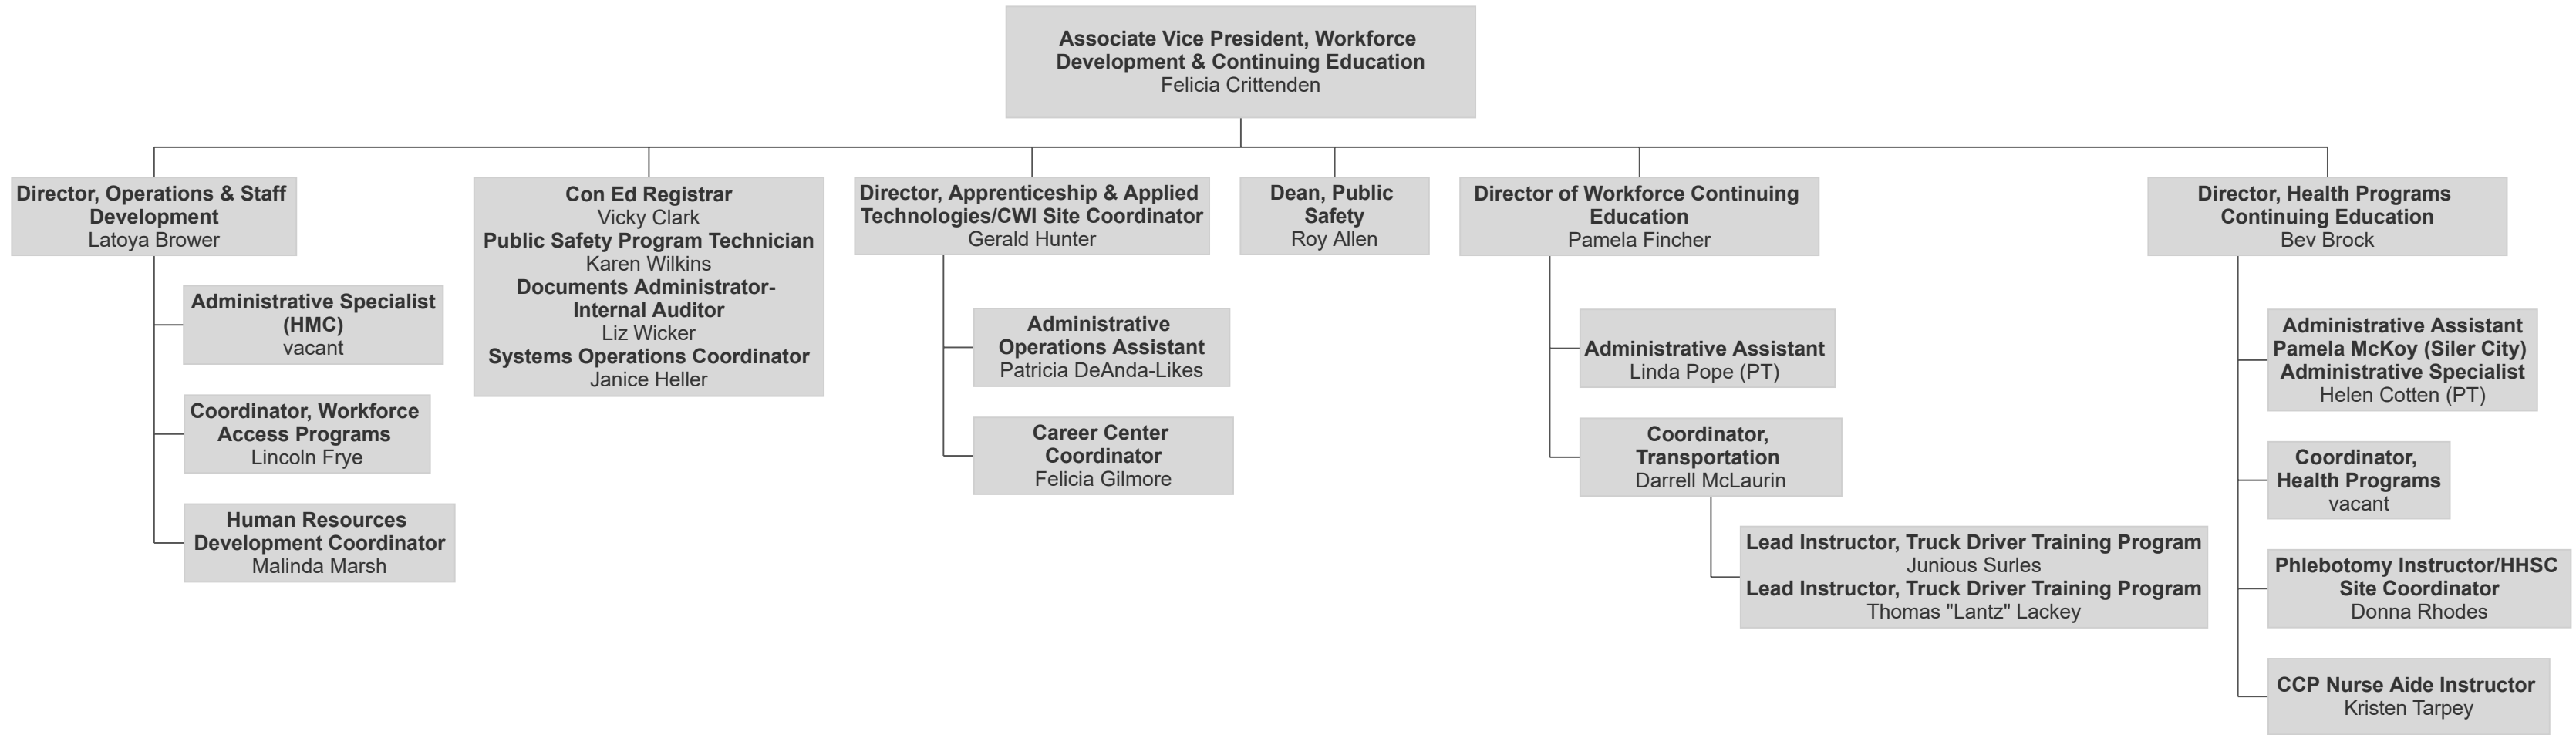 Associate Vice President, Workforce
Development & Continuing Education
Felicia Crittenden
Director, Operations & Staff
Development
Latoya Brower
Administrative Specialist
(HMC)
vacant
Coordinator, Workforce
Access Programs
Lincoln Frye
Human Resources
Development Coordinator
Malinda Marsh
Con Ed Registrar
Vicky Clark
Public Safety Program Technician
Karen Wilkins
Documents Administrator-
Internal Auditor
Liz Wicker
Systems Operations Coordinator
Janice Heller
Director, Apprenticeship & Applied
Technologies/CWI Site Coordinator
Gerald Hunter
Administrative
Operations Assistant
Patricia DeAnda-Likes
Career Center
Coordinator
Felicia Gilmore
Dean, Public
Safety
Roy Allen
Director of Workforce Continuing
Education
Pamela Fincher
Administrative Assistant
Linda Pope (PT)
Coordinator,
Transportation
Darrell McLaurin
Lead Instructor, Truck Driver Training Program
Junious Surles
Lead Instructor, Truck Driver Training Program
Thomas "Lantz" Lackey
Director, Health Programs
Continuing Education
Bev Brock
Administrative Assistant
Pamela McKoy (Siler City)
Administrative Specialist
Helen Cotten (PT)
Coordinator,
Health Programs
vacant
Phlebotomy Instructor/HHSC
Site Coordinator
Donna Rhodes
CCP Nurse Aide Instructor
Kristen Tarpey